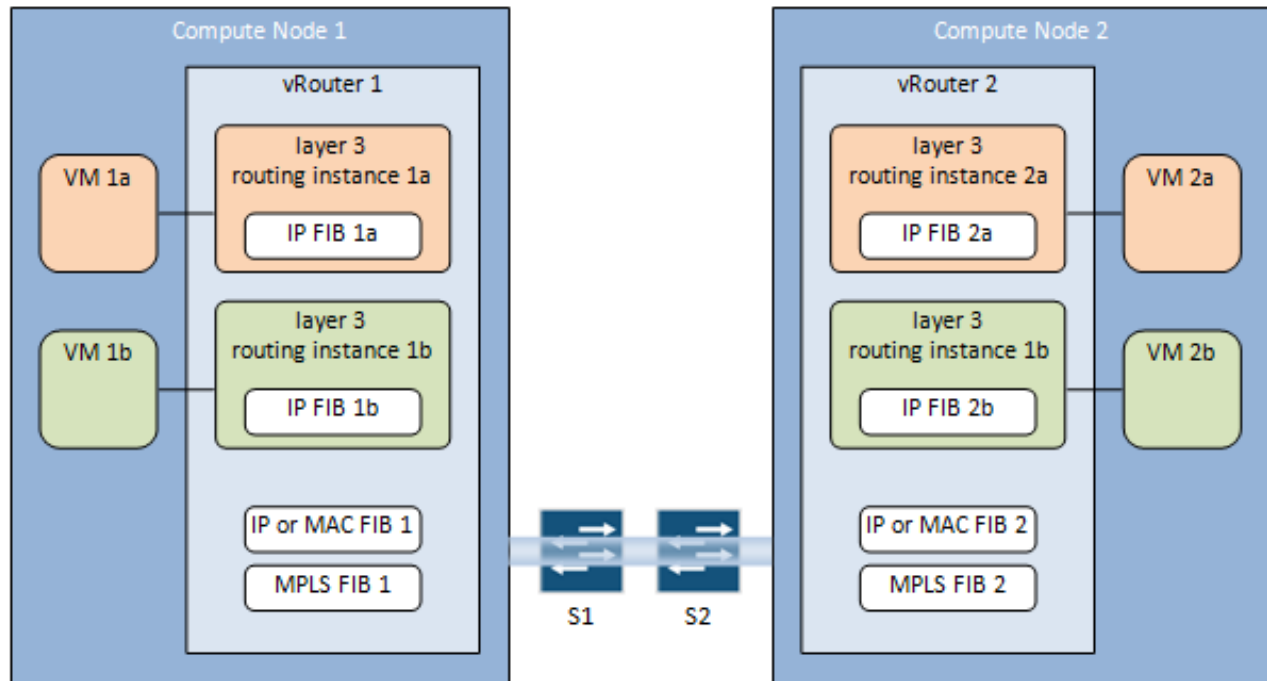 Compute Node 1
vRouter 1
layer 3
routing instance 1a
IP FIB 1a
VM 1a
layer 3
routing instance 1b
IP FIB 1b
VM 1b
IP or MAC FIB 1
MPLS FIB 1
S1
S2
Compute Node 2
vRouter 2
layer 3
routing instance 2a
IP FIB 2a
VM 2a
layer 3
routing instance 1b
IP FIB 2b
VM 2b
IP or MAC FIB 2
MPLS FIB 2